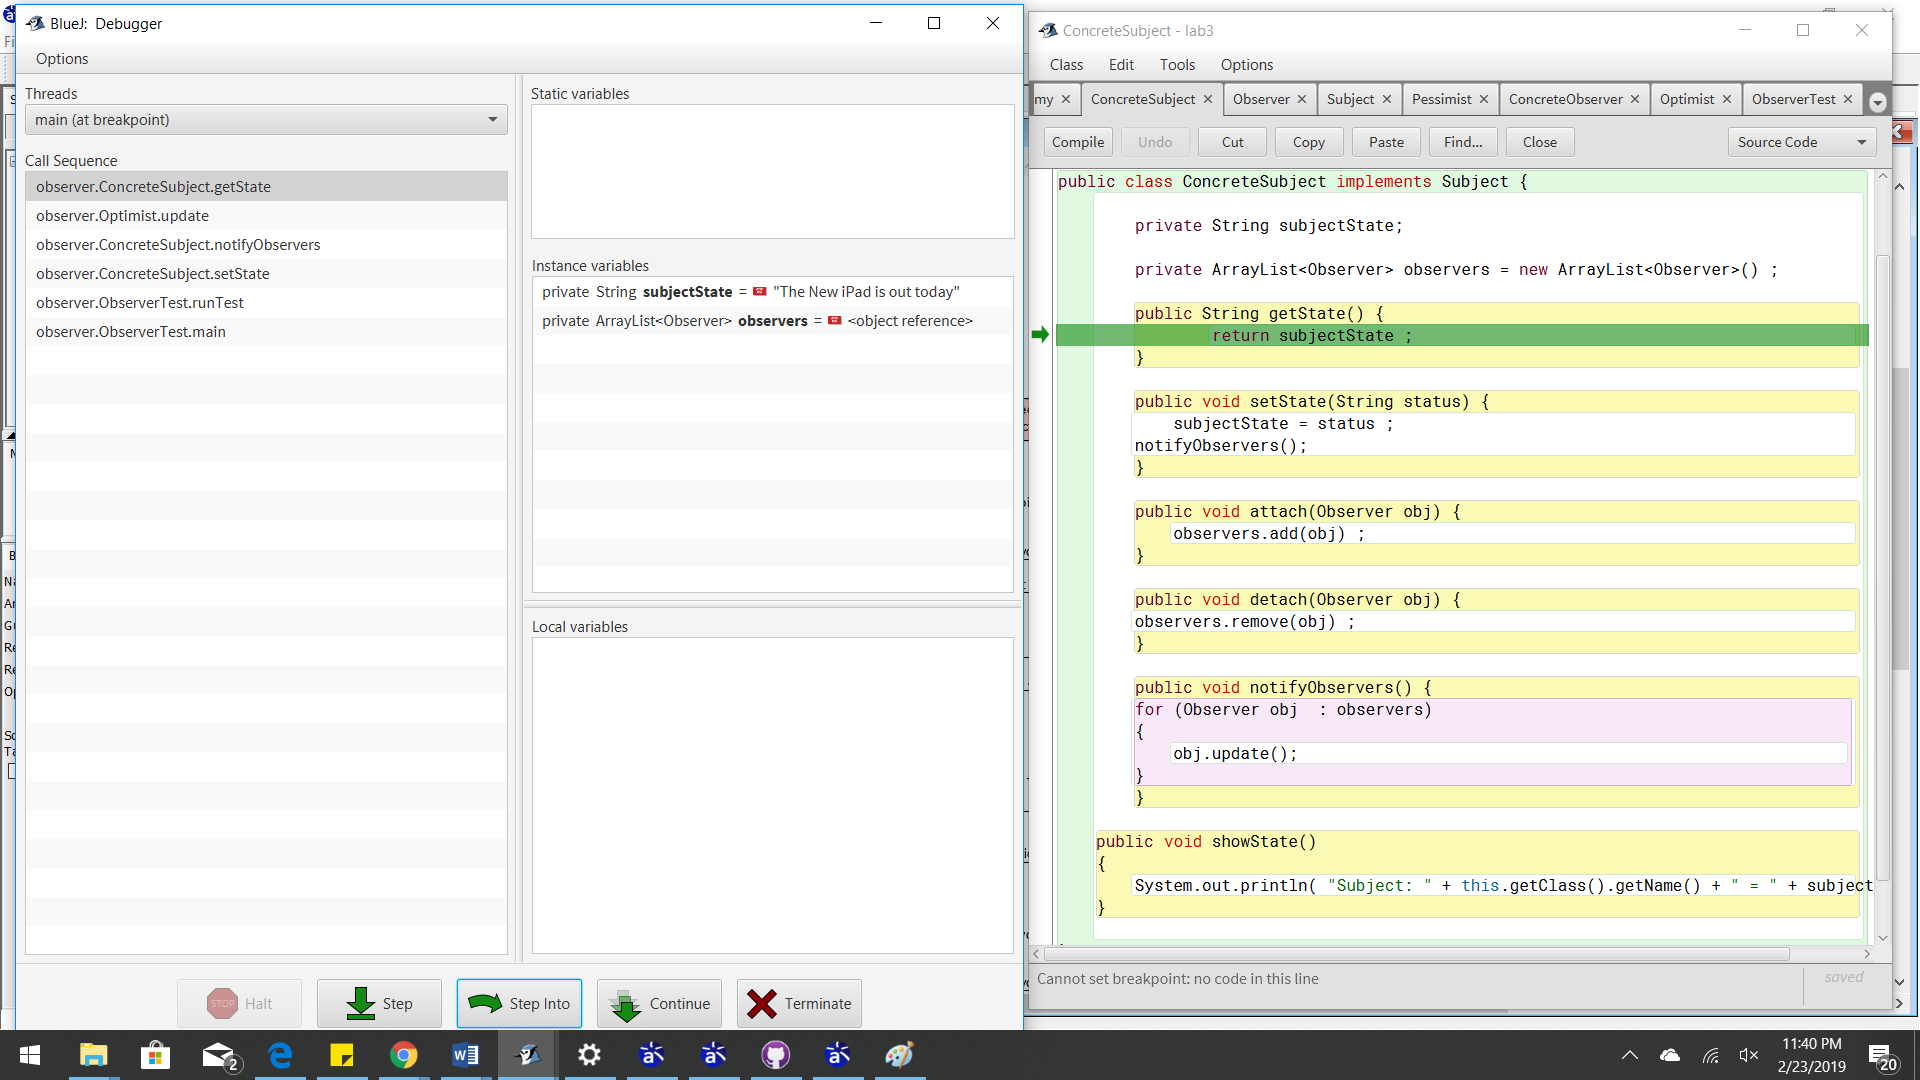 BlueJ: Debugger
Options
Threads
main (at breakpoint)
Call Sequence
observer.ConcreteSubject.getState
observer.Optimist.update
observer.ConcreteSubject.notifyObservers
observer.ConcreteSubject.setState
observer.ObserverTest.runTest
observer.ObserverTest.main
Static variables
Instance variables
private String subjectState = "The New iPad is out today"
private ArrayList<Observer> observers = <object reference>
Local variables
STOP Halt
Step
Step Into
Continue
Terminate
ConcreteSubject - lab3
Class Edit Tools Options
my ConcreteSubject Observer Subject Pessimist ConcreteObserver Optimist ObserverTest
Compile Undo Cut Copy Paste Find... Close Source Code
public class ConcreteSubject implements Subject {
private String subjectState;
private ArrayList<Observer> observers = new ArrayList<Observer>() ;
public String getState() {
return subjectState ;
}
public void setState(String status) {
subjectState = status ;
notifyObservers();
}
public void attach(Observer obj) {
observers.add(obj) ;
}
public void detach(Observer obj) {
observers.remove(obj) ;
}
public void notifyObservers() {
for (Observer obj  : observers)
{
obj.update();
}
}
public void showState()
{
System.out.println( "Subject: " + this.getClass().getName() + " = " + subject
}
Cannot set breakpoint: no code in this line
saved
2
11:40 PM
2/23/2019
20